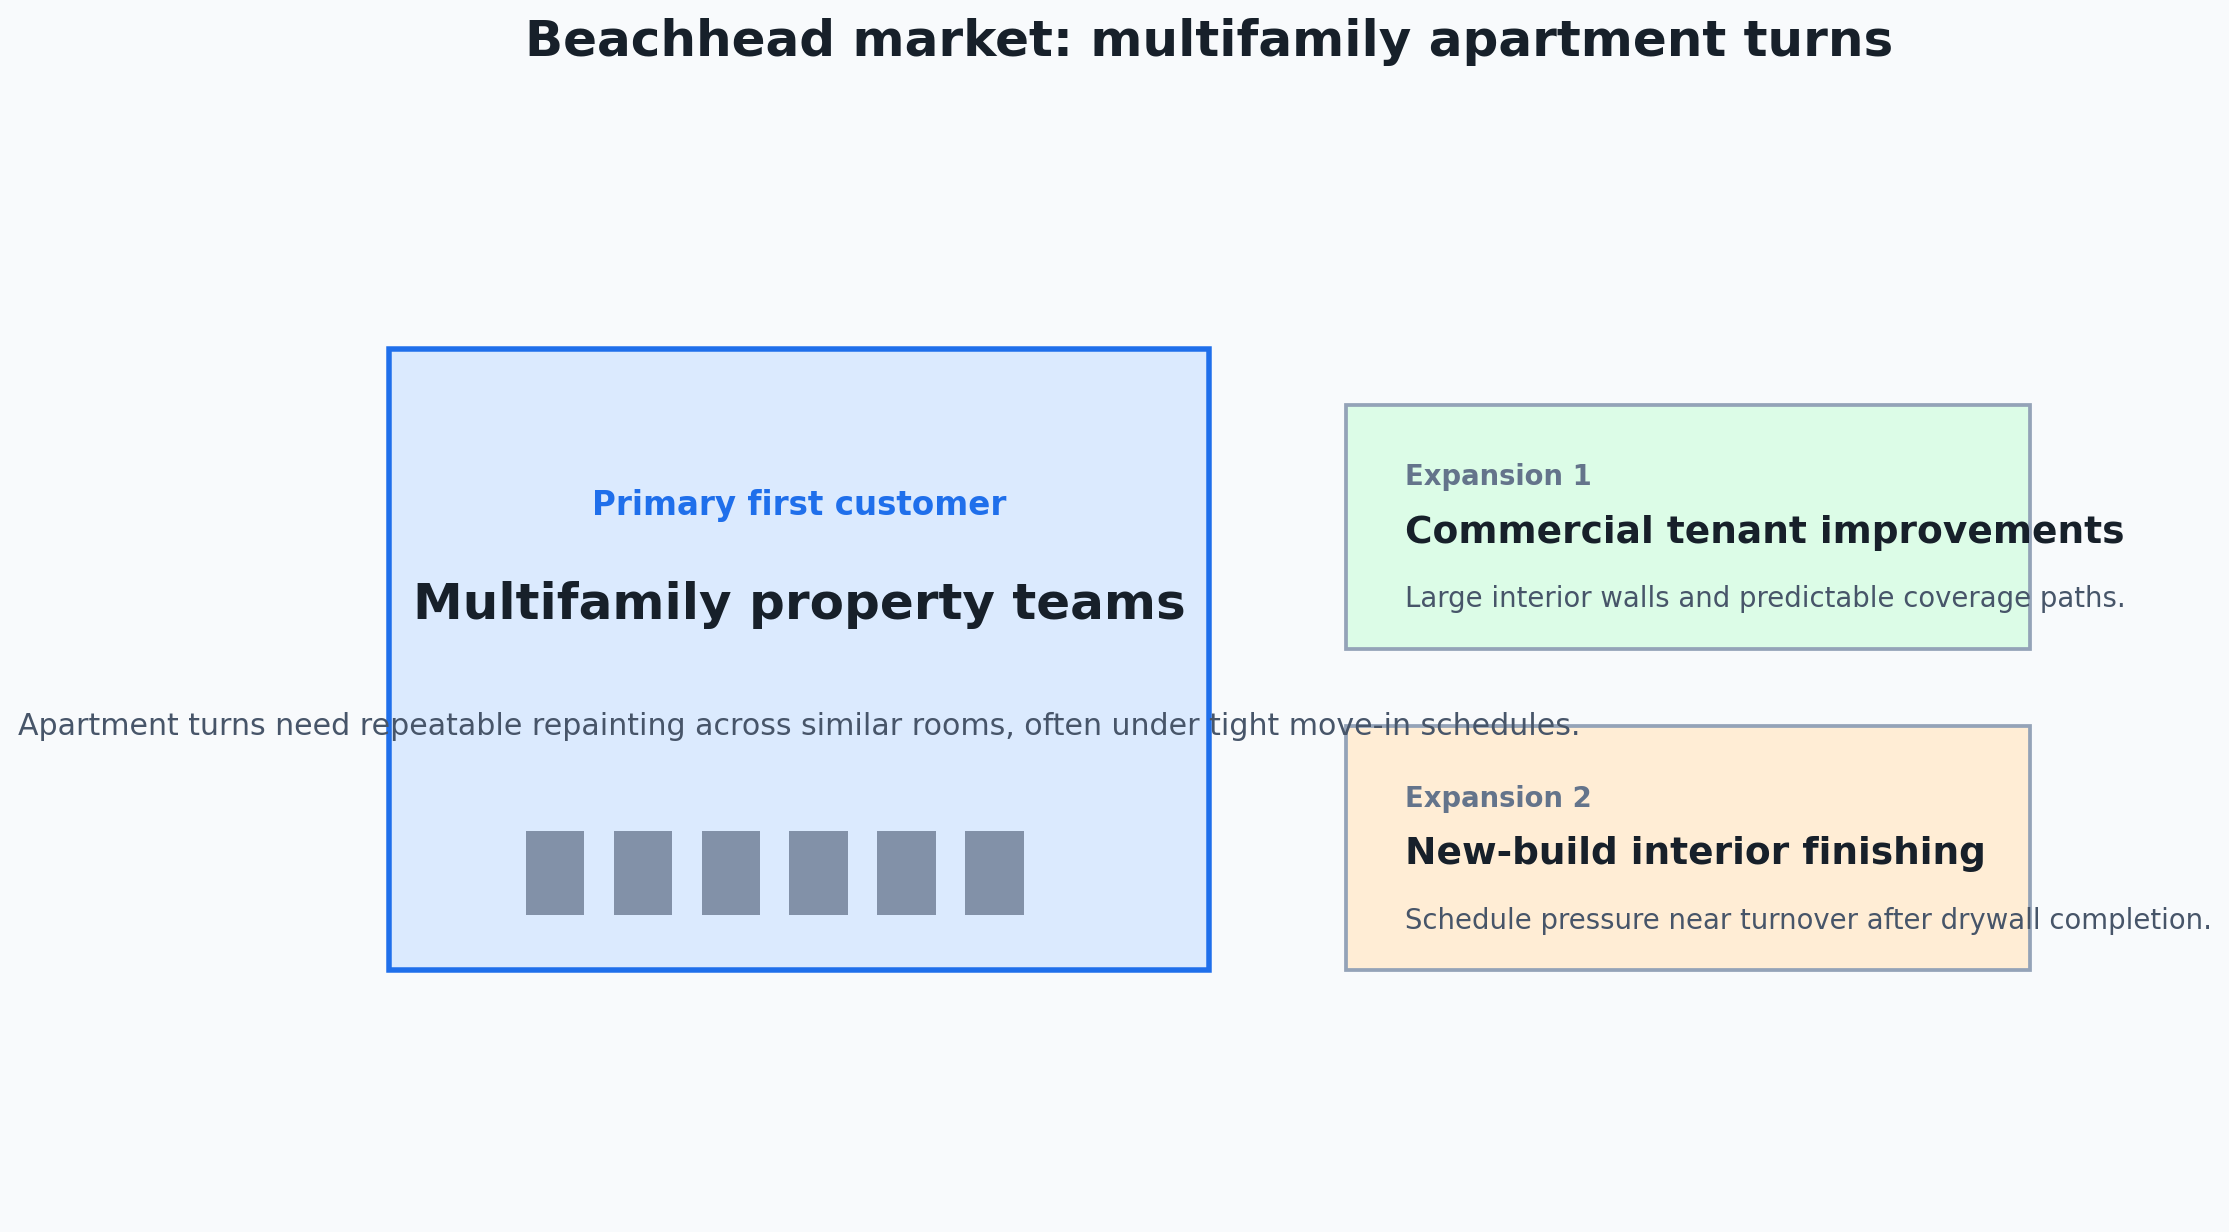 Beachhead market: multifamily apartment turns
Primary first customer
Multifamily property teams
Apartment turns need repeatable repainting across similar rooms, often under tight move-in schedules.
Expansion 1
Commercial tenant improvements
Large interior walls and predictable coverage paths.
Expansion 2
New-build interior finishing
Schedule pressure near turnover after drywall completion.